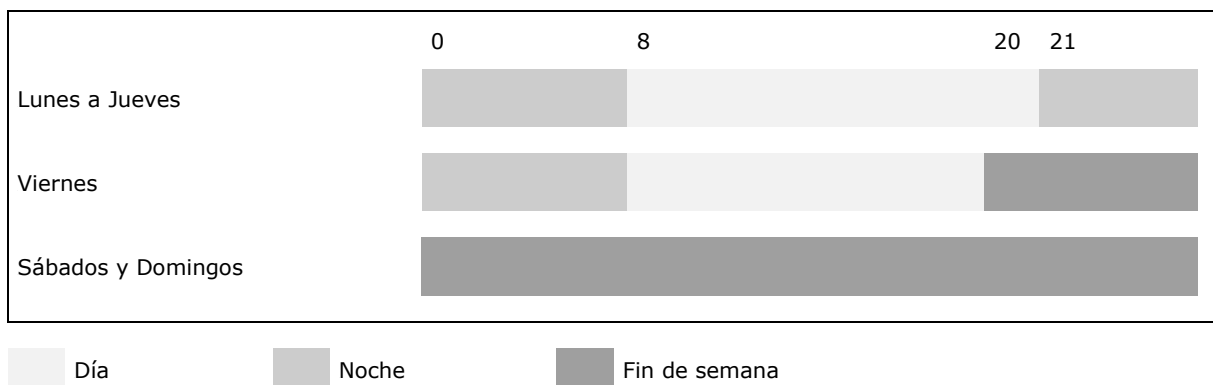 0 8 20 21
Lunes a Jueves
Viernes
Sábados y Domingos
Día Noche Fin de semana